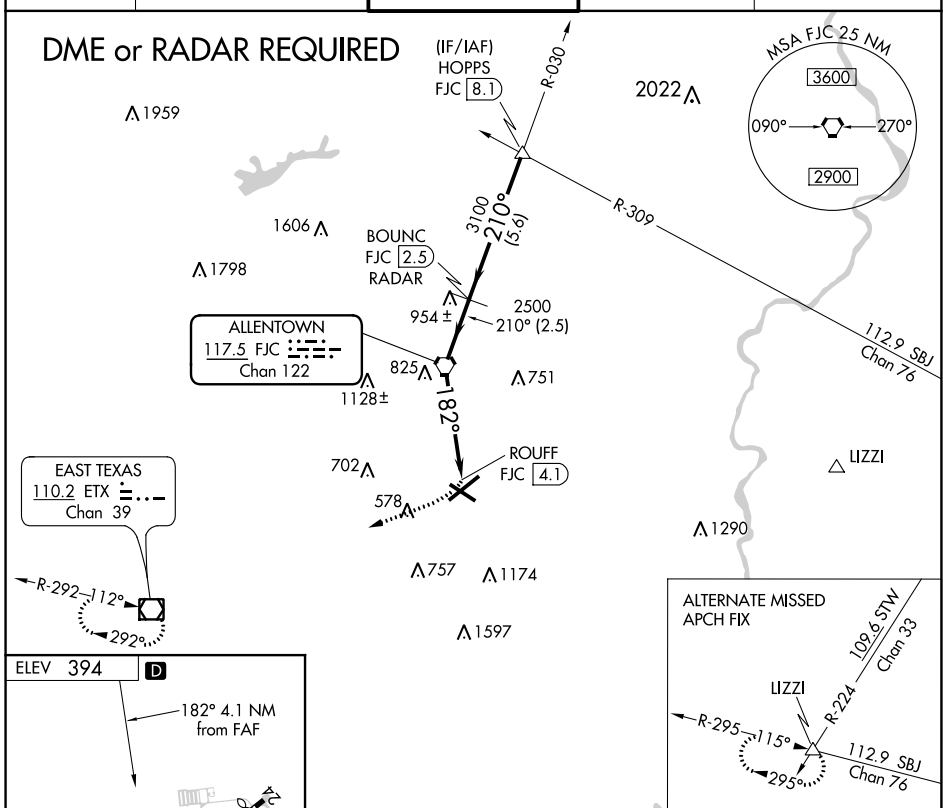 DME or RADAR REQUIRED
(IF/IAF)
HOPPS
FJC 8.1
R-030
2022
MSA FJC 25 NM
3600
090°
270°
2900
1959
1606
1798
3100
210°
(5.6)
R-309
BOUNC
FJC 2.5
RADAR
954 ±
2500
210° (2.5)
ALLENTOWN
117.5 FJC
Chan 122
825
1128 ±
751
112.9 SBJ
Chan 76
182°
702
ROUFF
FJC 4.1
LIZZI
578
EAST TEXAS
110.2 ETX
Chan 39
1290
R-292
112°
292°
757
1174
1597
ALTERNATE MISSED
APCH FIX
109.6 STW
Chan 33
LIZZI
R-224
R-295
115°
295°
112.9 SBJ
Chan 76
ELEV 394 D
182° 4.1 NM
from FAF
24